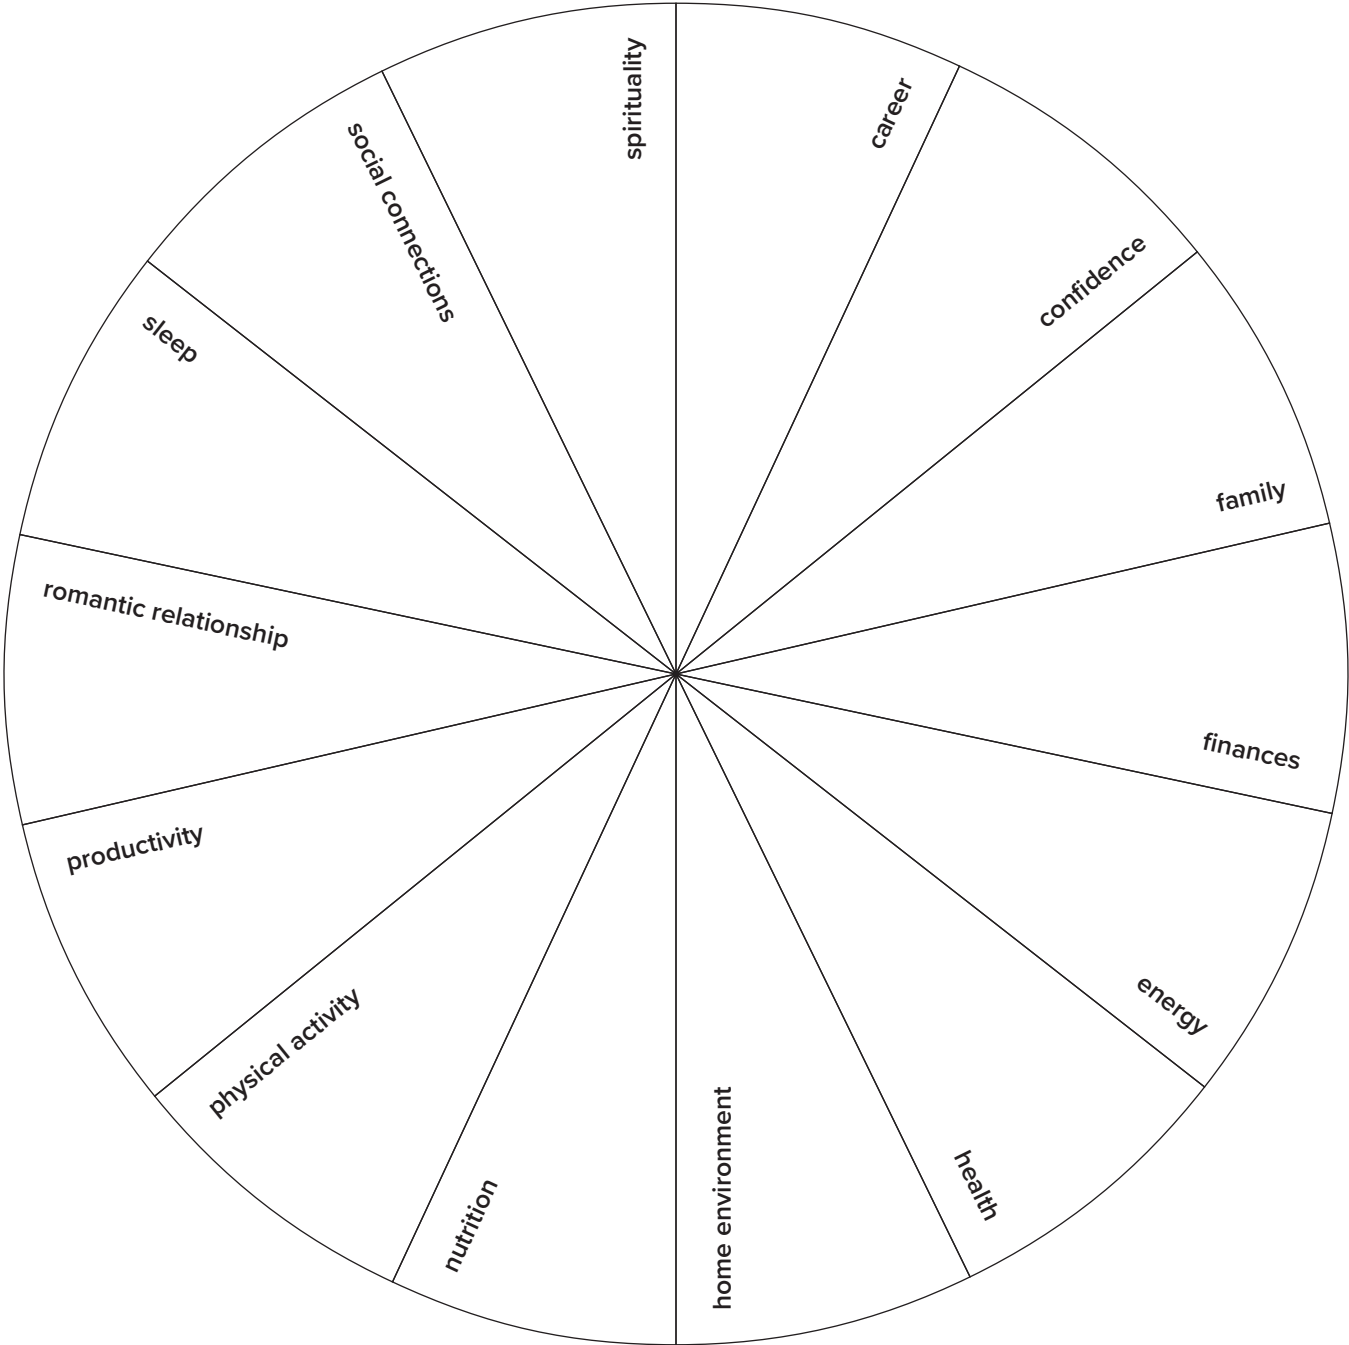 spirituality
career
confidence
family
finances
energy
health
home environment
nutrition
physical activity
productivity
romantic relationship
sleep
social connections